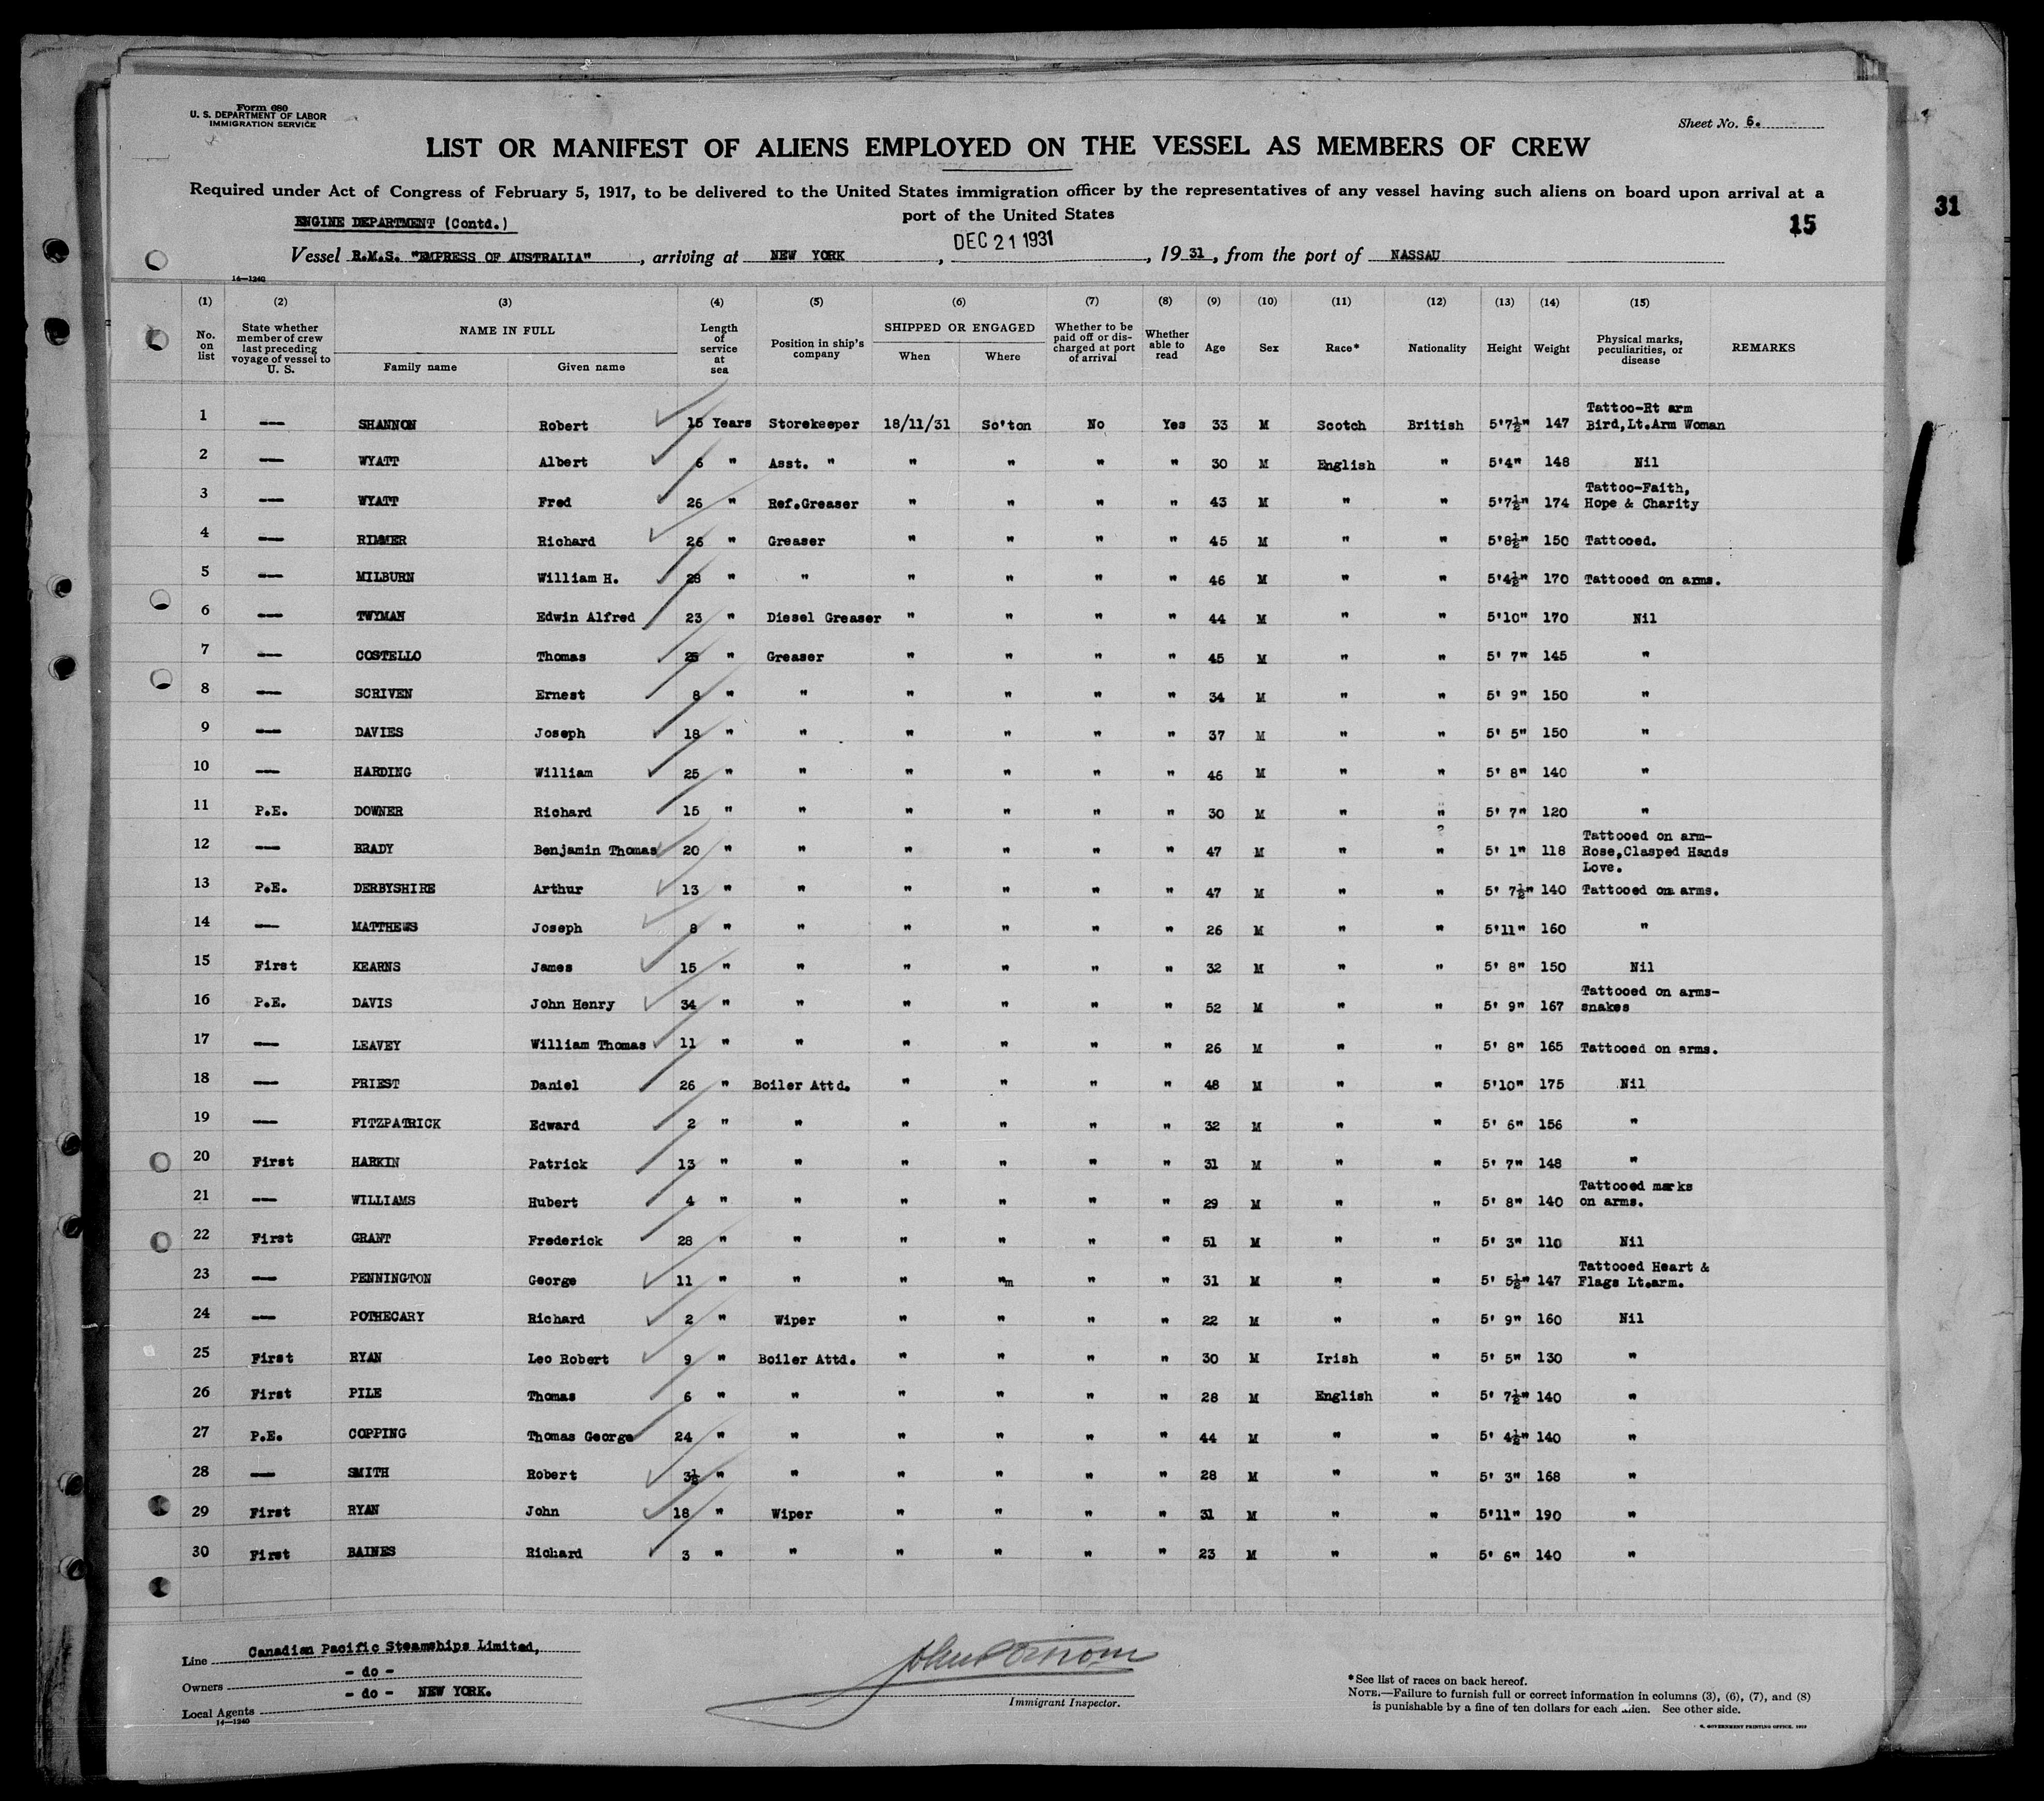 Form 680
U. S. DEPARTMENT OF LABOR
IMMIGRATION SERVICE
Sheet No. 6.
LIST OR MANIFEST OF ALIENS EMPLOYED ON THE VESSEL AS MEMBERS OF CREW
Required under Act of Congress of February 5, 1917, to be delivered to the United States immigration officer by the representatives of any vessel having such aliens on board upon arrival at a
port of the United States
ENGINE DEPARTMENT (Contd.)
15
31
DEC 21 1931
Vessel R.M.S. "EMPRESS OF AUSTRALIA", arriving at NEW YORK, , 1931, from the port of NASSAU
14—1240
(1) (2) (3) (4) (5) (6) (7) (8) (9) (10) (11) (12) (13) (14) (15)
No. on list | State whether member of crew last preceding voyage of vessel to U. S. | NAME IN FULL Family name Given name | Length of service at sea | Position in ship's company | SHIPPED OR ENGAGED When Where | Whether to be paid off or discharged at port of arrival | Whether able to read | Age | Sex | Race* | Nationality | Height | Weight | Physical marks, peculiarities, or disease | REMARKS
1 — SHANNON Robert 15 Years Storekeeper 18/11/31 So'ton No Yes 33 M Scotch British 5'7½" 147 Tattoo-Rt arm Bird,Lt.Arm Woman
2 — WYATT Albert 6 " Asst. " " " " " 30 M English " 5'4" 148 Nil
3 — WYATT Fred 26 " Ref.Greaser " " " " 43 M " " 5'7½" 174 Tattoo-Faith, Hope & Charity
4 — RIMMER Richard 26 " Greaser " " " " 45 M " " 5'8½" 150 Tattooed.
5 — MILBURN William H. 28 " " " " " " 46 M " " 5'4½" 170 Tattooed on arms.
6 — TWYMAN Edwin Alfred 23 " Diesel Greaser " " " " 44 M " " 5'10" 170 Nil
7 — COSTELLO Thomas 25 " Greaser " " " " 45 M " " 5' 7" 145 "
8 — SCRIVEN Ernest 8 " " " " " " 34 M " " 5' 9" 150 "
9 — DAVIES Joseph 18 " " " " " " 37 M " " 5' 5" 150 "
10 — HARDING William 25 " " " " " " 46 M " " 5' 8" 140 "
11 P.E. DOWNER Richard 15 " " " " " " 30 M " " 5' 7" 120 "
12 — BRADY Benjamin Thomas 20 " " " " " " 47 M " ? " 5' 1" 118 Tattooed on arm- Rose,Clasped Hands Love.
13 P.E. DERBYSHIRE Arthur 13 " " " " " " 47 M " " 5' 7½" 140 Tattooed on arms.
14 — MATTHEWS Joseph 8 " " " " " " 26 M " " 5'11" 160 "
15 First KEARNS James 15 " " " " " " 32 M " " 5' 8" 150 Nil
16 P.E. DAVIS John Henry 34 " " " " " " 52 M " " 5' 9" 167 Tattooed on arms- snakes
17 — LEAVEY William Thomas 11 " " " " " " 26 M " " 5' 8" 165 Tattooed on arms.
18 — PRIEST Daniel 26 " Boiler Attd. " " " " 48 M " " 5'10" 175 Nil
19 — FITZPATRICK Edward 2 " " " " " " 32 M " " 5' 6" 156 "
20 First HARKIN Patrick 13 " " " " " " 31 M " " 5' 7" 148 "
21 — WILLIAMS Hubert 4 " " " " " " 29 M " " 5' 8" 140 Tattooed marks on arms.
22 First GRANT Frederick 28 " " " " " " 51 M " " 5' 3" 110 Nil
23 — PENNINGTON George 11 " " " "m " " 31 M " " 5' 5½" 147 Tattooed Heart & Flags Lt.arm.
24 — POTHECARY Richard 2 " Wiper " " " " 22 M " " 5' 9" 160 Nil
25 First RYAN Leo Robert 9 " Boiler Attd. " " " " 30 M Irish " 5' 5" 130 "
26 First PILE Thomas 6 " " " " " " 28 M English " 5' 7½" 140 "
27 P.E. COPPING Thomas George 24 " " " " " " 44 M " " 5' 4½" 140 "
28 — SMITH Robert 3½ " " " " " " 28 M " " 5' 3" 168 "
29 First RYAN John 18 " Wiper " " " " 31 M " " 5'11" 190 "
30 First BAINES Richard 3 " " " " " " 23 M " " 5' 6" 140 "
Line Canadian Pacific Steamships Limited,
Owners - do -
Local Agents - do - NEW YORK.
14—1240
Immigrant Inspector.
*See list of races on back hereof.
NOTE.—Failure to furnish full or correct information in columns (3), (6), (7), and (8)
is punishable by a fine of ten dollars for each alien. See other side.
GOVERNMENT PRINTING OFFICE